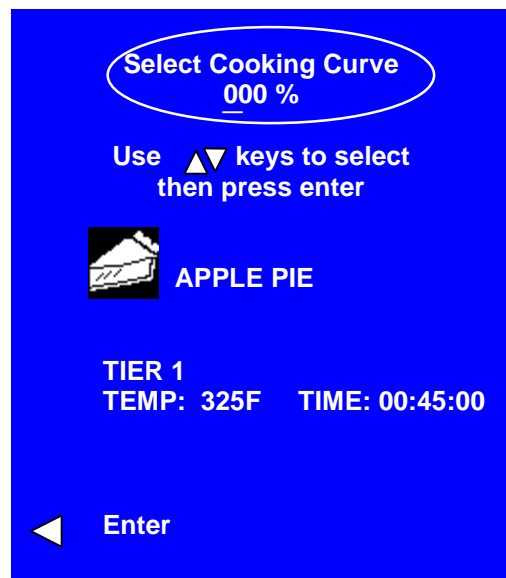 Select Cooking Curve
000 %
Use △▽ keys to select
then press enter
APPLE PIE
TIER 1
TEMP: 325F TIME: 00:45:00
Enter